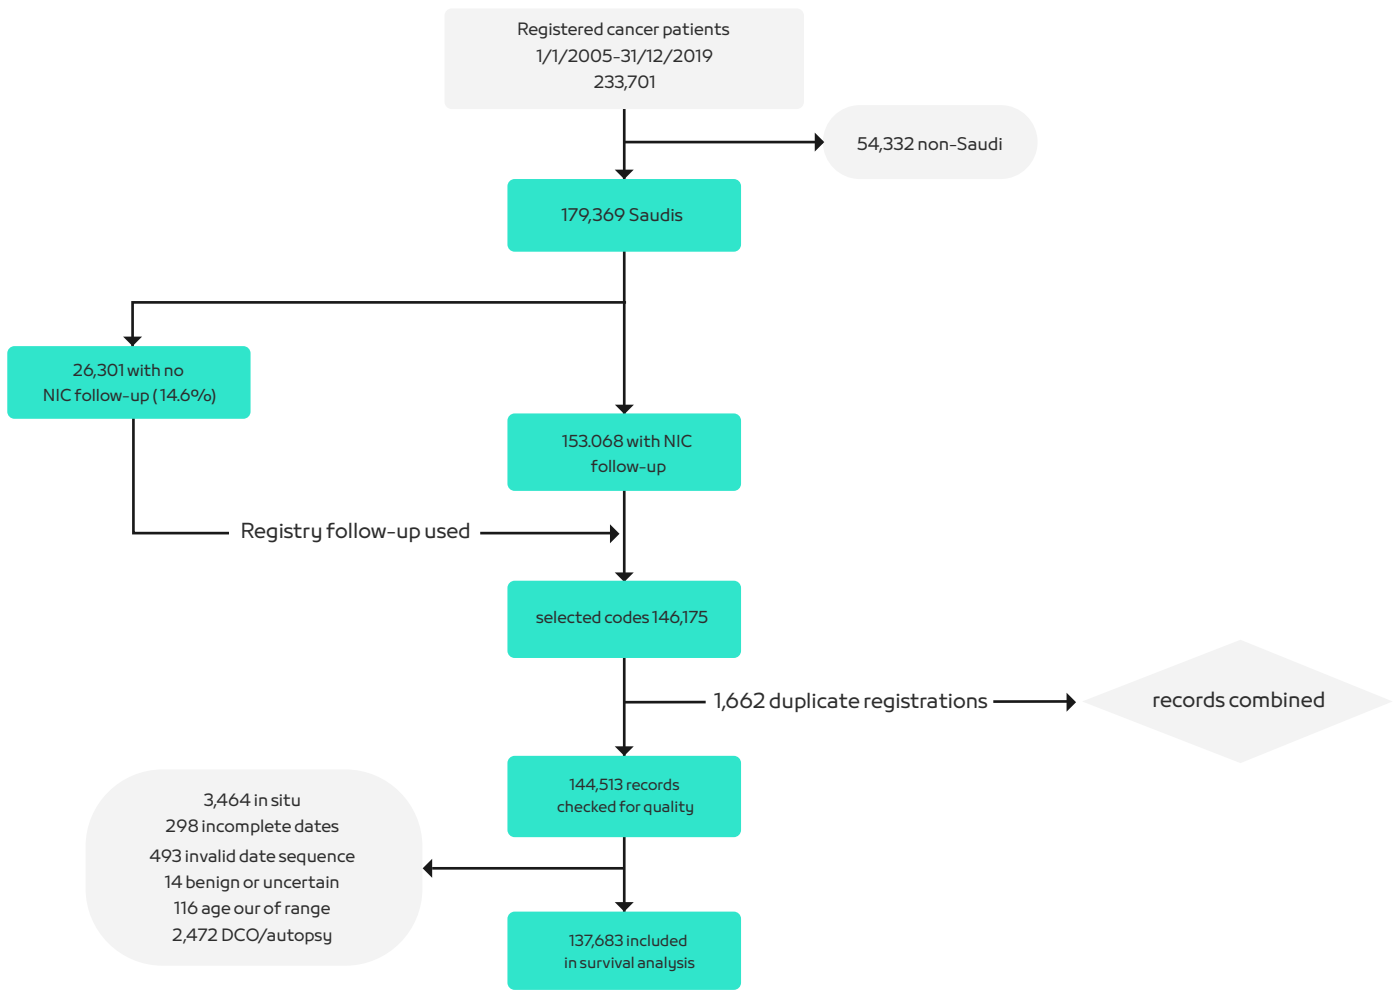 Registered cancer patients
1/1/2005-31/12/2019
233,701
54,332 non-Saudi
179,369 Saudis
26,301 with no
NIC follow-up ( 14.6%)
153.068 with NIC
follow-up
Registry follow-up used
selected codes 146,175
1,662 duplicate registrations
records combined
144,513 records
checked for quality
3,464 in situ
298 incomplete dates
493 invalid date sequence
14 benign or uncertain
116 age our of range
2,472 DCO/autopsy
137,683 included
in survival analysis